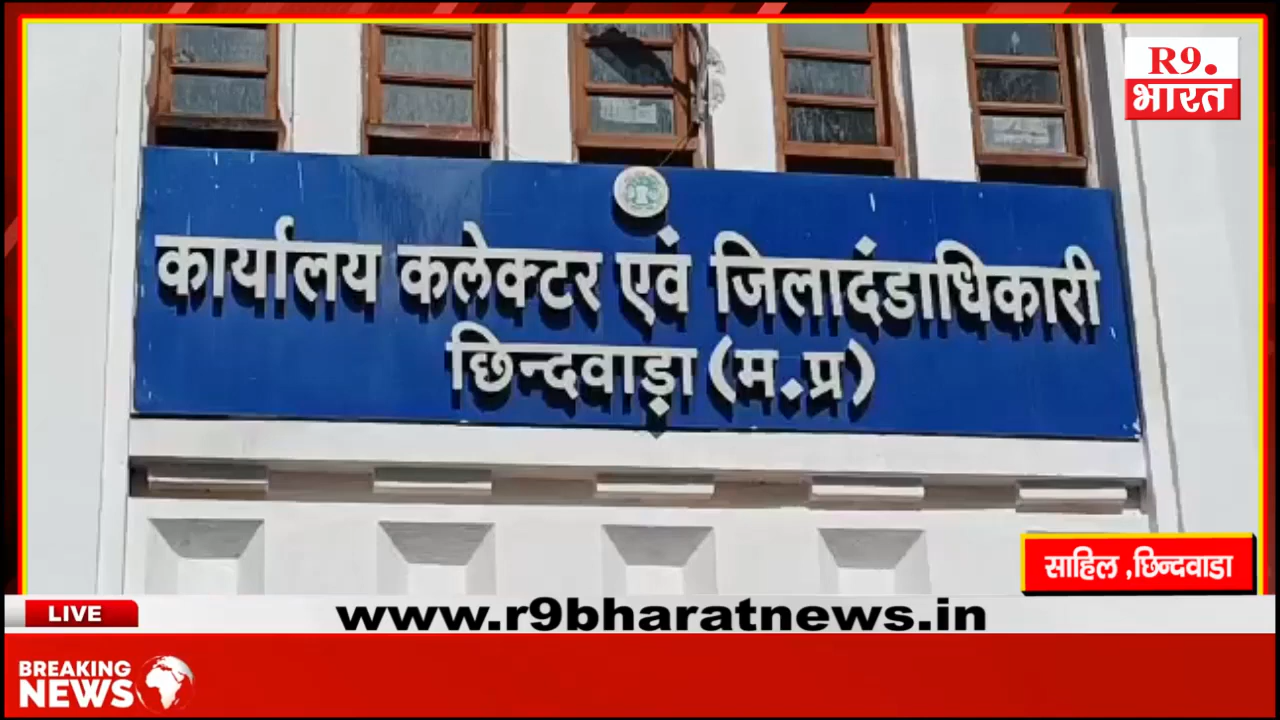 R9.
भारत
कार्यालय कलेक्टर एवं जिलादंडाधिकारी
छिन्दवाड़ा (म.प्र)
साहिल ,छिन्दवाडा
LIVE
www.r9bharatnews.in
BREAKING
NEWS